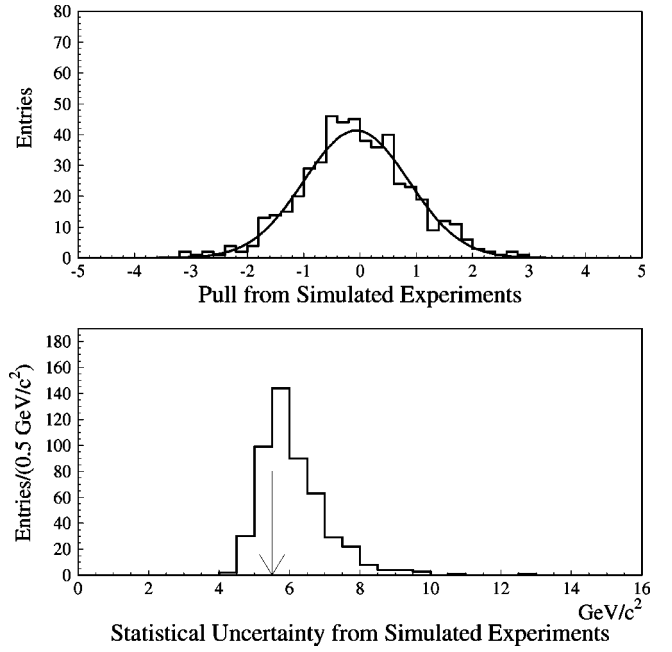 80
70
60
50
40
30
20
10
0
Entries
-5 -4 -3 -2 -1 0 1 2 3 4 5
Pull from Simulated Experiments
180
160
140
120
100
80
60
40
20
0
Entries/(0.5 GeV/c²)
0 2 4 6 8 10 12 14 16
GeV/c²
Statistical Uncertainty from Simulated Experiments